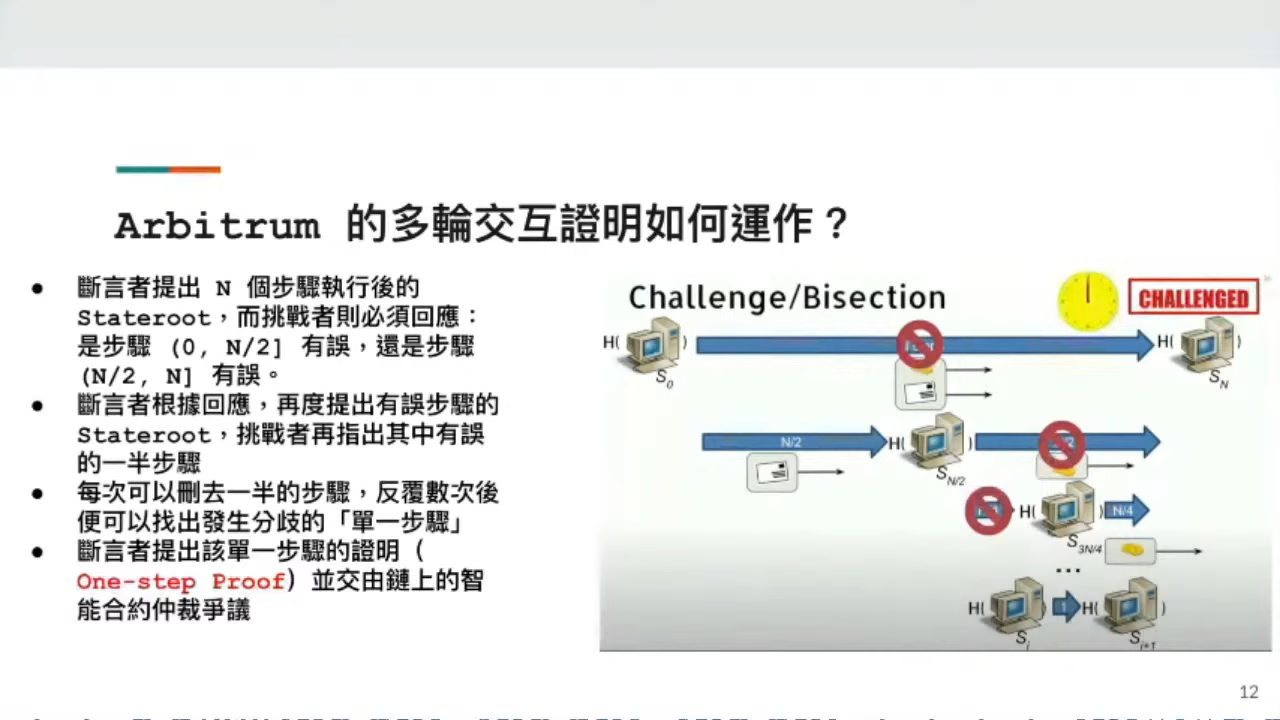 Arbitrum 的多輪交互證明如何運作？
● 斷言者提出 N 個步驟執行後的
Stateroot，而挑戰者則必須回應：
是步驟 (0, N/2] 有誤，還是步驟
(N/2, N] 有誤。
● 斷言者根據回應，再度提出有誤步驟的
Stateroot，挑戰者再指出其中有誤
的一半步驟
● 每次可以刪去一半的步驟，反覆數次後
便可以找出發生分歧的「單一步驟」
● 斷言者提出該單一步驟的證明（
One-step Proof）並交由鏈上的智
能合約仲裁爭議
Challenge/Bisection
CHALLENGED
H( ) S0
H( ) SN
N/2
H( ) SN/2
H( ) S3N/4
N/4
...
H( ) Si
1
H( ) Si+1
12